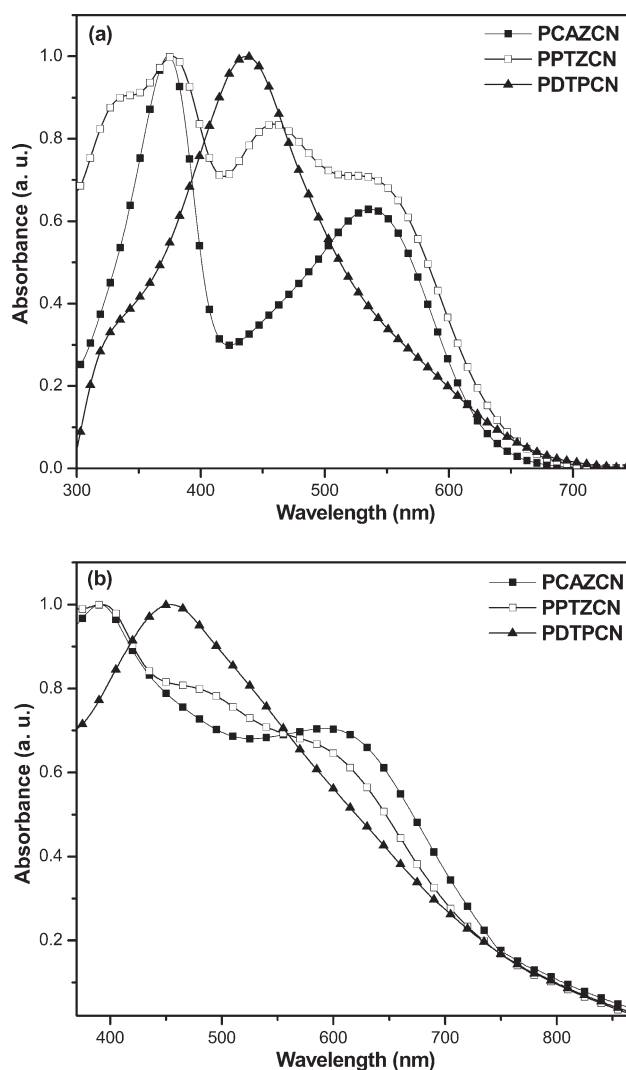 (a)
PCAZCN
PPTZCN
PDTPCN
1.0
0.8
0.6
0.4
0.2
0.0
Absorbance (a. u.)
300 400 500 600 700
Wavelength (nm)
(b)
PCAZCN
PPTZCN
PDTPCN
1.0
0.8
0.6
0.4
0.2
Absorbance (a. u.)
400 500 600 700 800
Wavelength (nm)